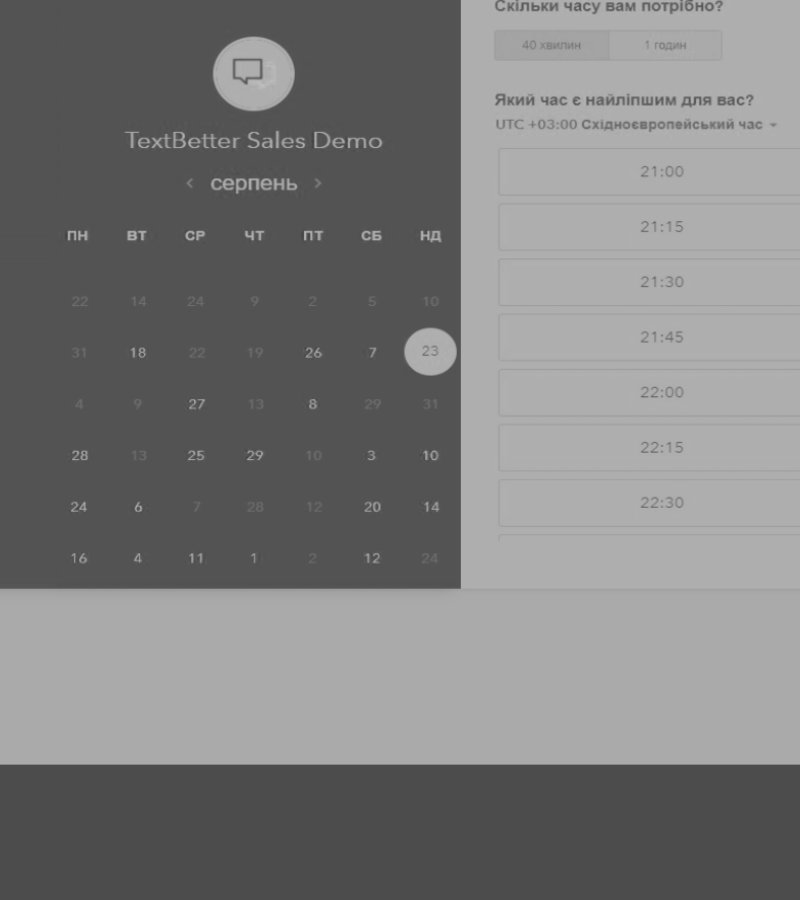 TextBetter Sales Demo
‹ серпень ›
ПН ВТ СР ЧТ ПТ СБ НД
22 14 24 9 2 5 10
31 18 22 19 26 7 23
4 9 27 13 8 29 31
28 13 25 29 10 3 10
24 6 7 28 12 20 14
16 4 11 1 2 12 24
Скільки часу вам потрібно?
40 хвилин 1 годин
Який час є найліпшим для вас?
UTC +03:00 Східноєвропейський час
21:00
21:15
21:30
21:45
22:00
22:15
22:30